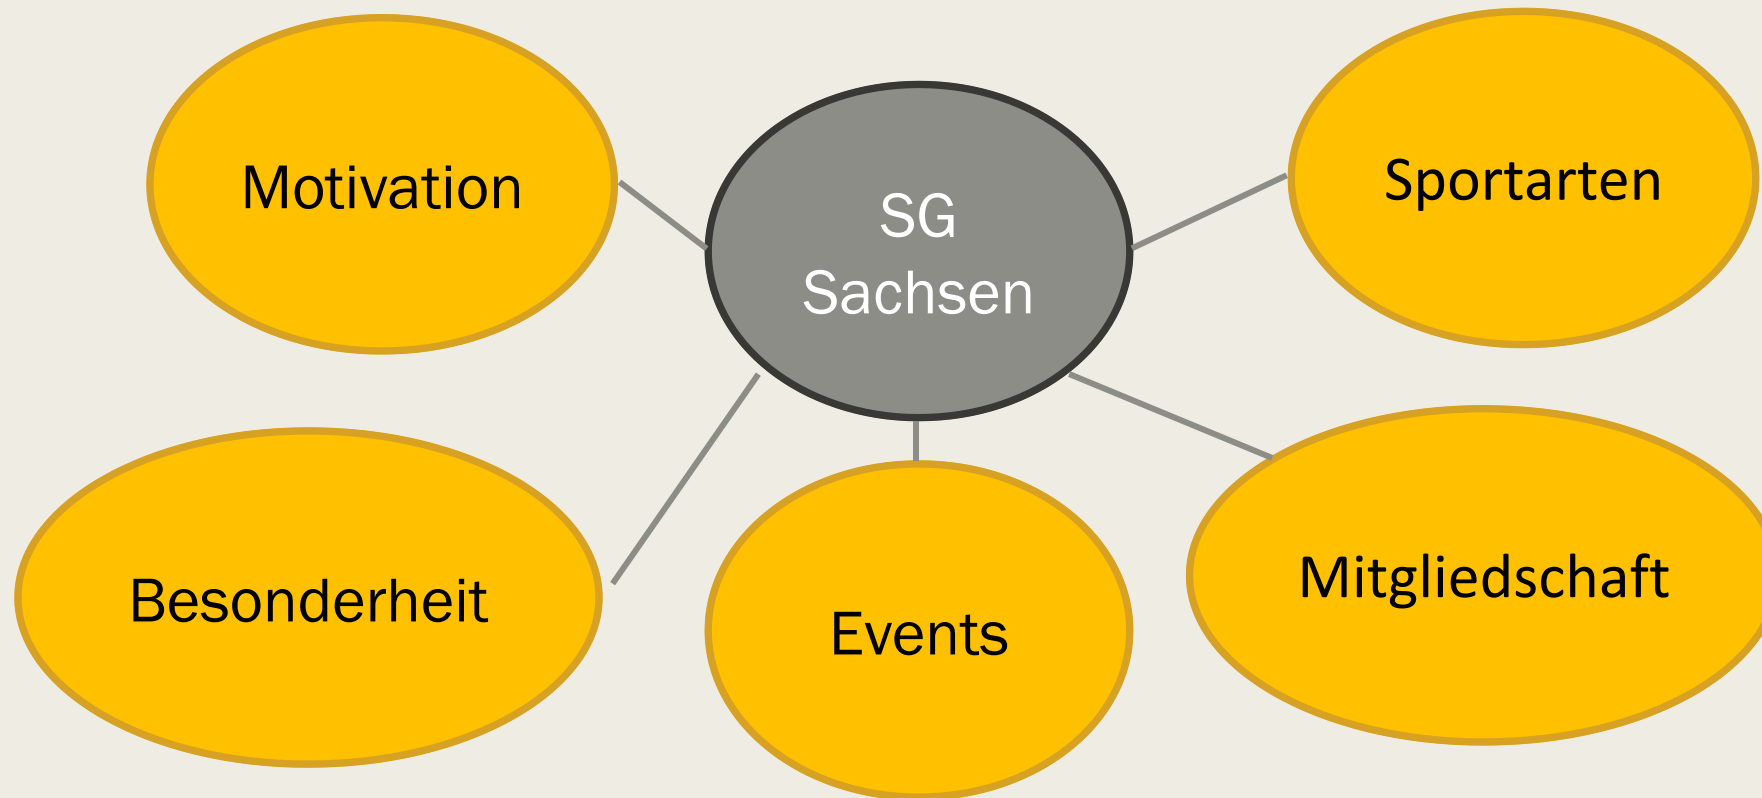 Motivation
SG
Sachsen
Sportarten
Besonderheit
Events
Mitgliedschaft